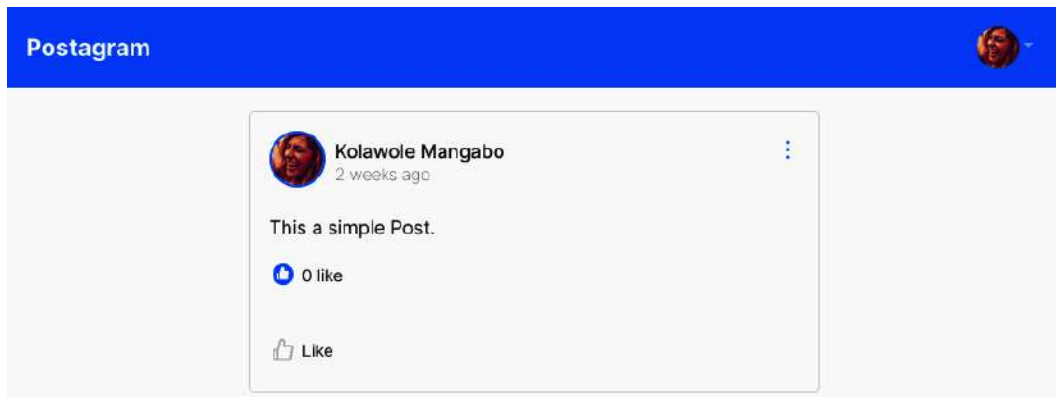 Postagram
Kolawole Mangabo
2 weeks ago
This a simple Post.
0 like
Like